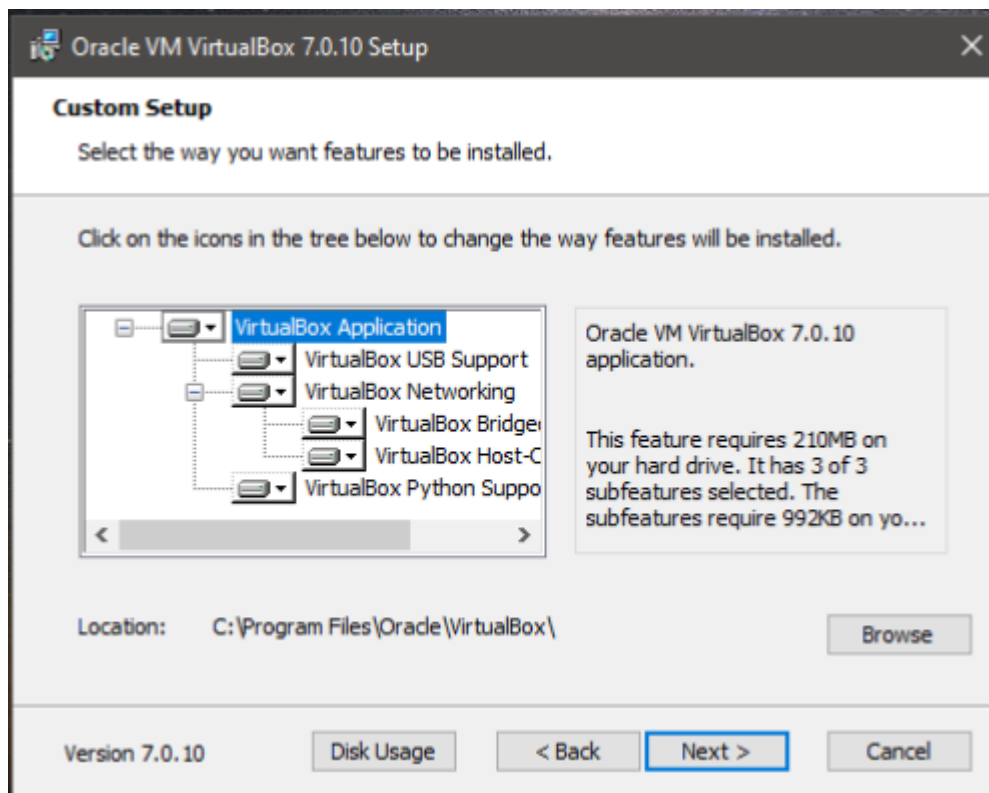 Oracle VM VirtualBox 7.0.10 Setup
Custom Setup
Select the way you want features to be installed.
Click on the icons in the tree below to change the way features will be installed.
VirtualBox Application
VirtualBox USB Support
VirtualBox Networking
VirtualBox Bridge
VirtualBox Host-C
VirtualBox Python Suppo
Oracle VM VirtualBox 7.0.10
application.
This feature requires 210MB on
your hard drive. It has 3 of 3
subfeatures selected. The
subfeatures require 992KB on yo...
Location: C:\Program Files\Oracle\VirtualBox\
Browse
Version 7.0.10
Disk Usage
< Back
Next >
Cancel